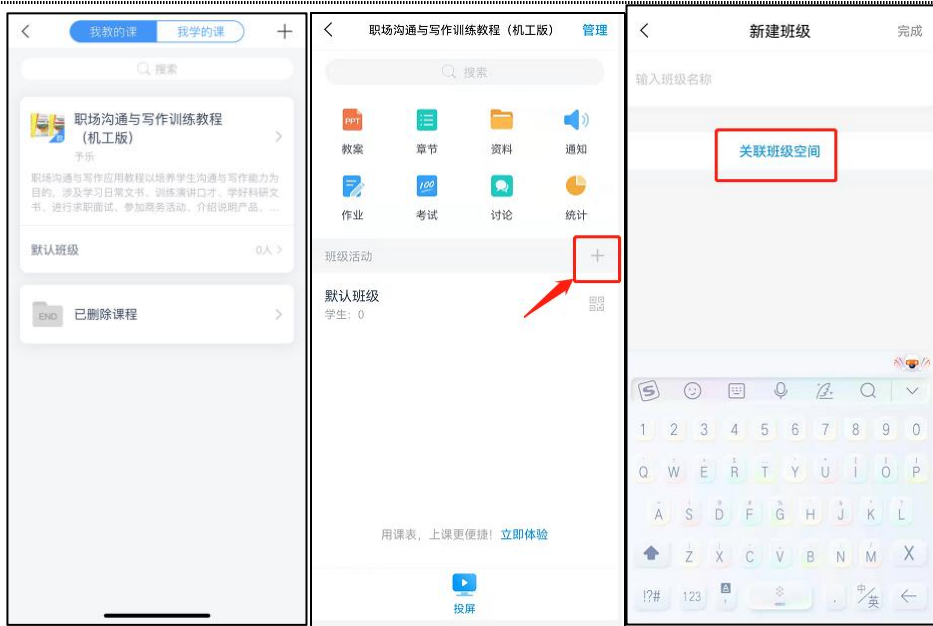 我教的课
我学的课
搜索
职场沟通与写作训练教程
（机工版）
予乐
职场沟通与写作应用教程以培养学生沟通与写作能力为
目的，涉及学习日常文书、训练演讲口才、学好科研文
书、进行求职面试、参加商务活动、介绍说明产品、...
默认班级
0人
END
已删除课程
职场沟通与写作训练教程（机工版）
管理
搜索
PPT
教案
章节
资料
通知
100
作业
考试
讨论
统计
班级活动
默认班级
学生：0
用课表，上课更便捷！立即体验
投屏
新建班级
完成
输入班级名称
关联班级空间
S
1 2 3 4 5 6 7 8 9 0
Q W E R T Y U I O P
A S D F G H J K L
Z X C V B N M X
!?# 123 A , . 中/英